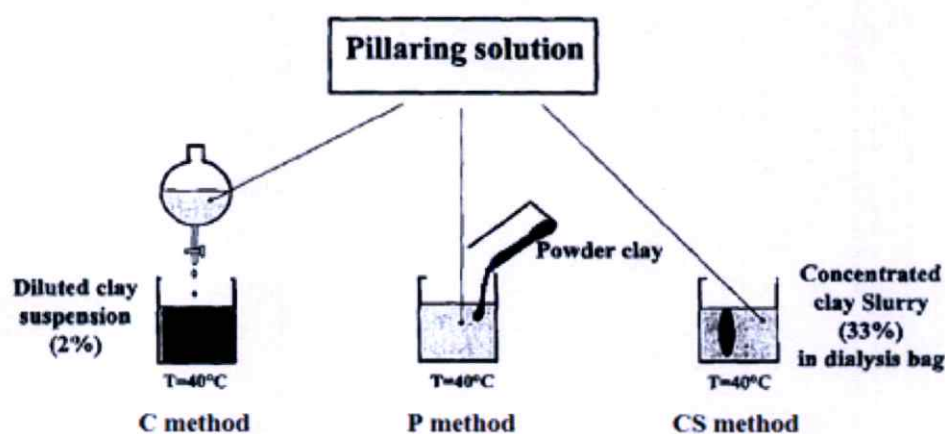 Pillaring solution
Powder clay
Diluted clay
suspension
(2%)
Concentrated
clay Slurry
(33%)
in dialysis bag
T=40°C
T=40°C
T=40°C
C method
P method
CS method